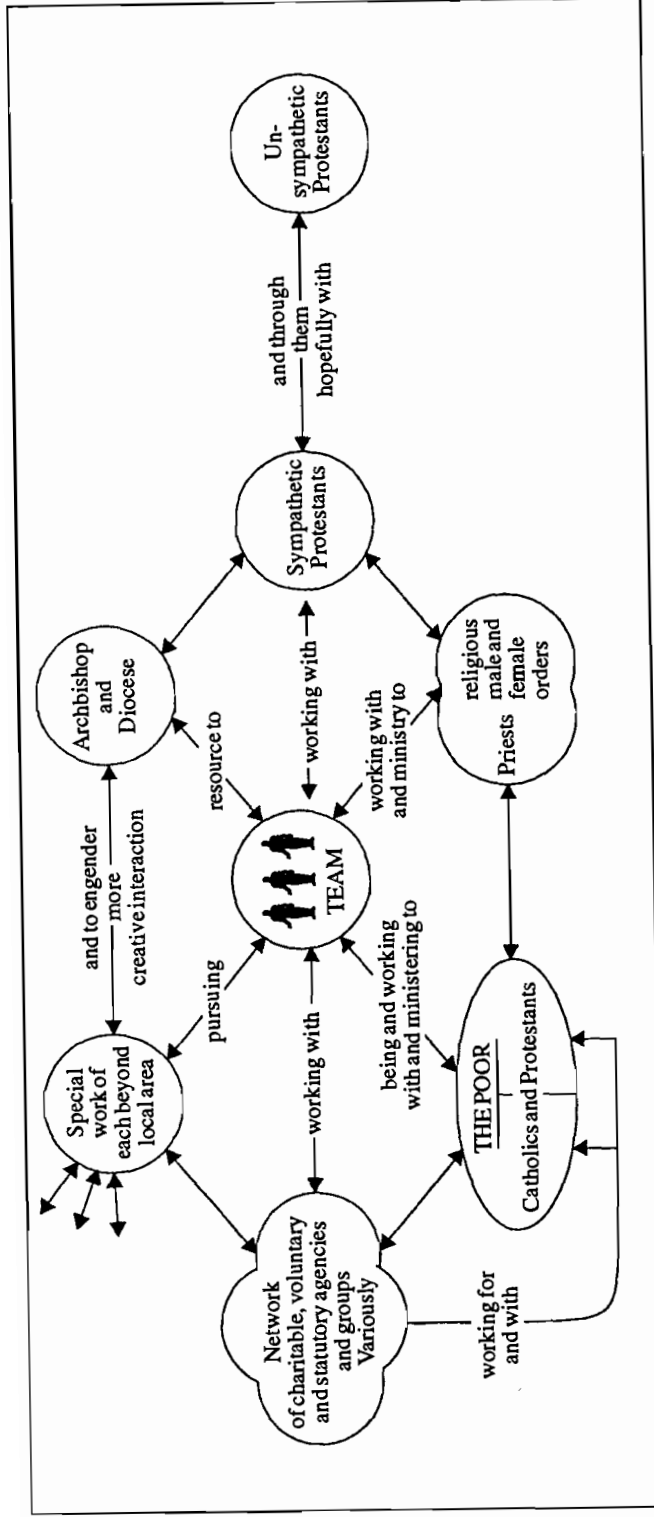 Special
work of
each beyond
local area
and to engender
more
creative interaction
Archbishop
and
Diocese
pursuing
resource to
Network
of charitable, voluntary
and statutory agencies
and groups
Variously
working with
TEAM
working with
Sympathetic
Protestants
and through
them
hopefully with
Un-
sympathetic
Protestants
being and working
with and ministering to
working with
and ministry to
working for
and with
THE POOR
Catholics and Protestants
religious
male and
Priests female
orders